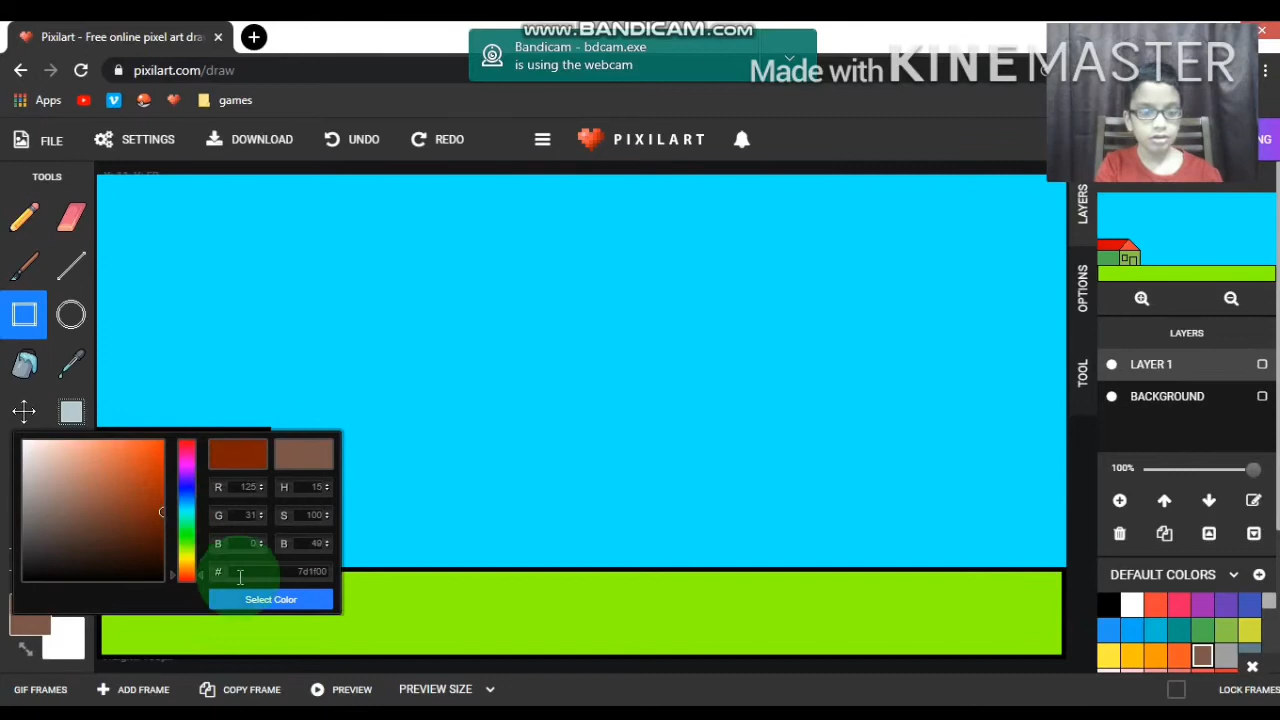 www.BANDICAM.com
Pixilart - Free online pixel art dra
Bandicam - bdcam.exe
is using the webcam
Made with KINEMASTER
pixilart.com/draw
Apps
games
FILE
SETTINGS
DOWNLOAD
UNDO
REDO
PIXILART
NG
TOOLS
LAYERS
OPTIONS
TOOL
LAYERS
LAYER 1
BACKGROUND
100%
R 125 H 15
G 31 S 100
B 0 B 49
# 7d1f00
Select Color
DEFAULT COLORS
GIF FRAMES
ADD FRAME
COPY FRAME
PREVIEW
PREVIEW SIZE
LOCK FRAMES